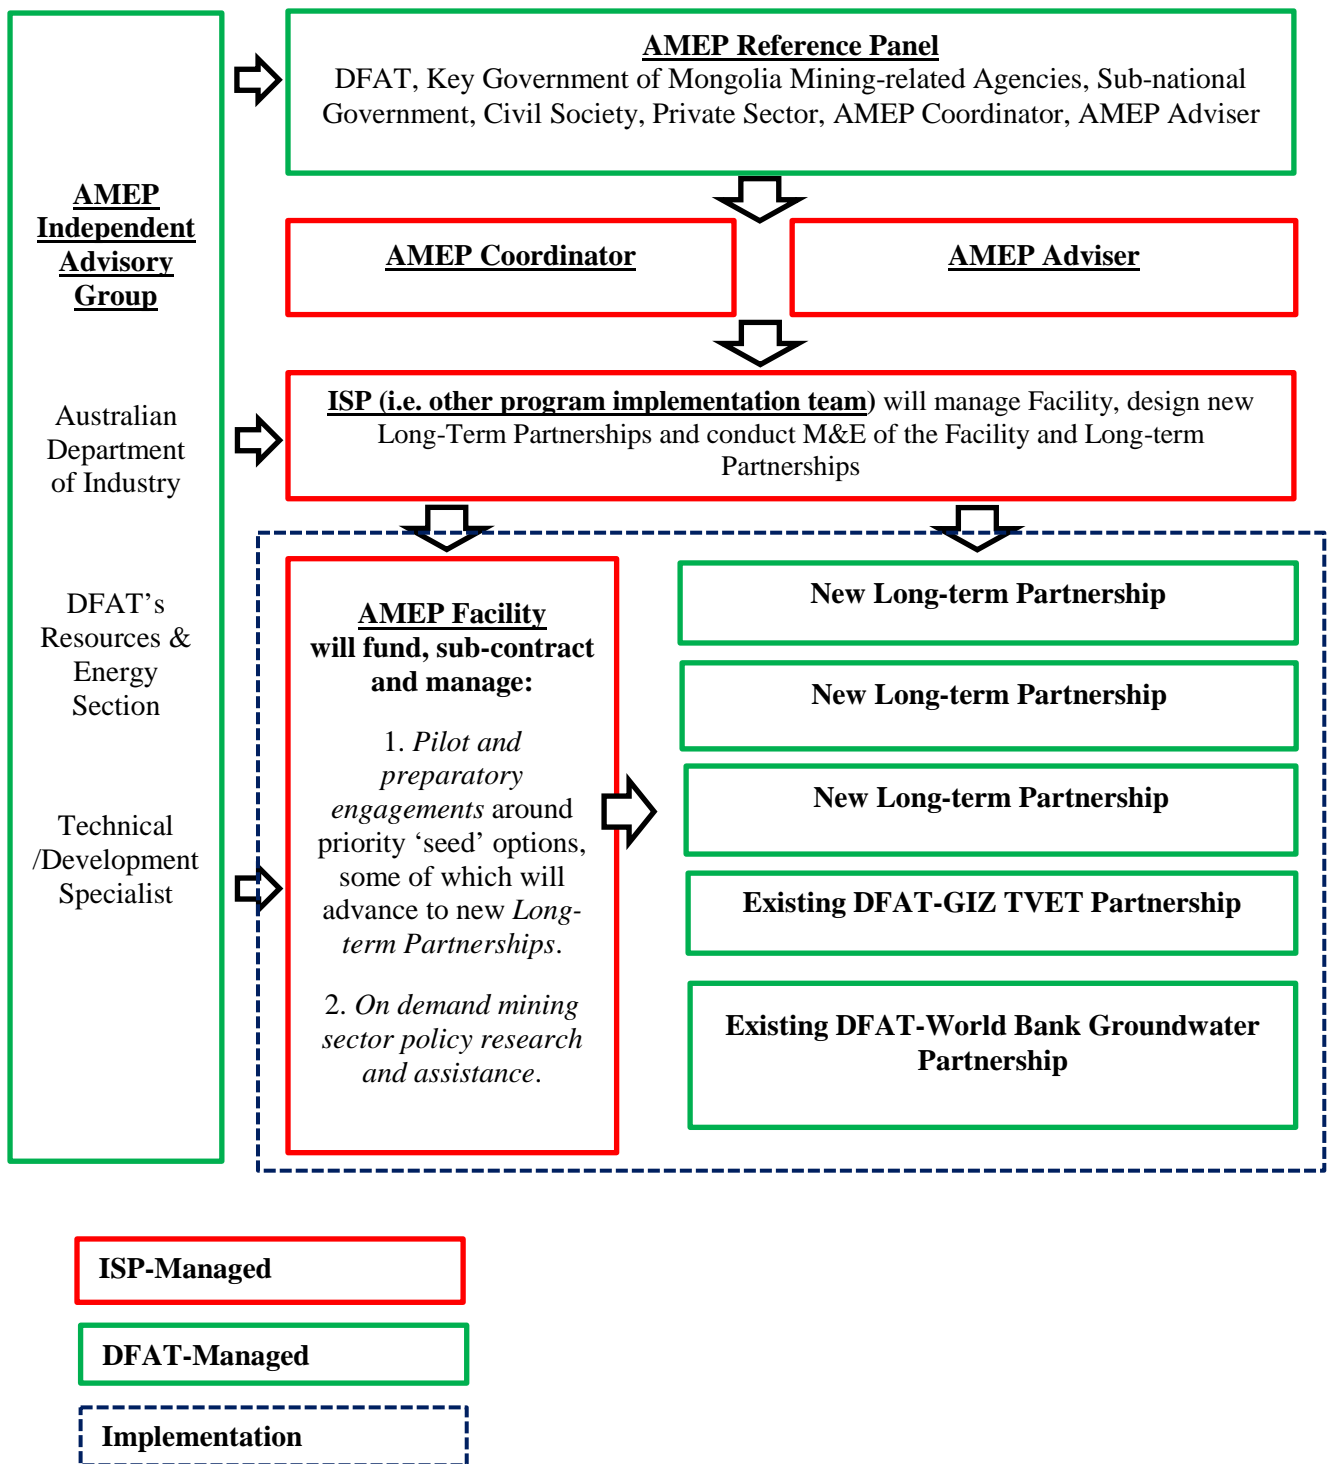 AMEP
Independent
Advisory
Group
Australian
Department
of Industry
DFAT’s
Resources &
Energy
Section
Technical
/Development
Specialist
AMEP Reference Panel
DFAT, Key Government of Mongolia Mining-related Agencies, Sub-national
Government, Civil Society, Private Sector, AMEP Coordinator, AMEP Adviser
AMEP Coordinator
AMEP Adviser
ISP (i.e. other program implementation team) will manage Facility, design new
Long-Term Partnerships and conduct M&E of the Facility and Long-term
Partnerships
AMEP Facility
will fund, sub-contract
and manage:
1. Pilot and
preparatory
engagements around
priority ‘seed’ options,
some of which will
advance to new Long-
term Partnerships.
2. On demand mining
sector policy research
and assistance.
New Long-term Partnership
New Long-term Partnership
New Long-term Partnership
Existing DFAT-GIZ TVET Partnership
Existing DFAT-World Bank Groundwater
Partnership
ISP-Managed
DFAT-Managed
Implementation